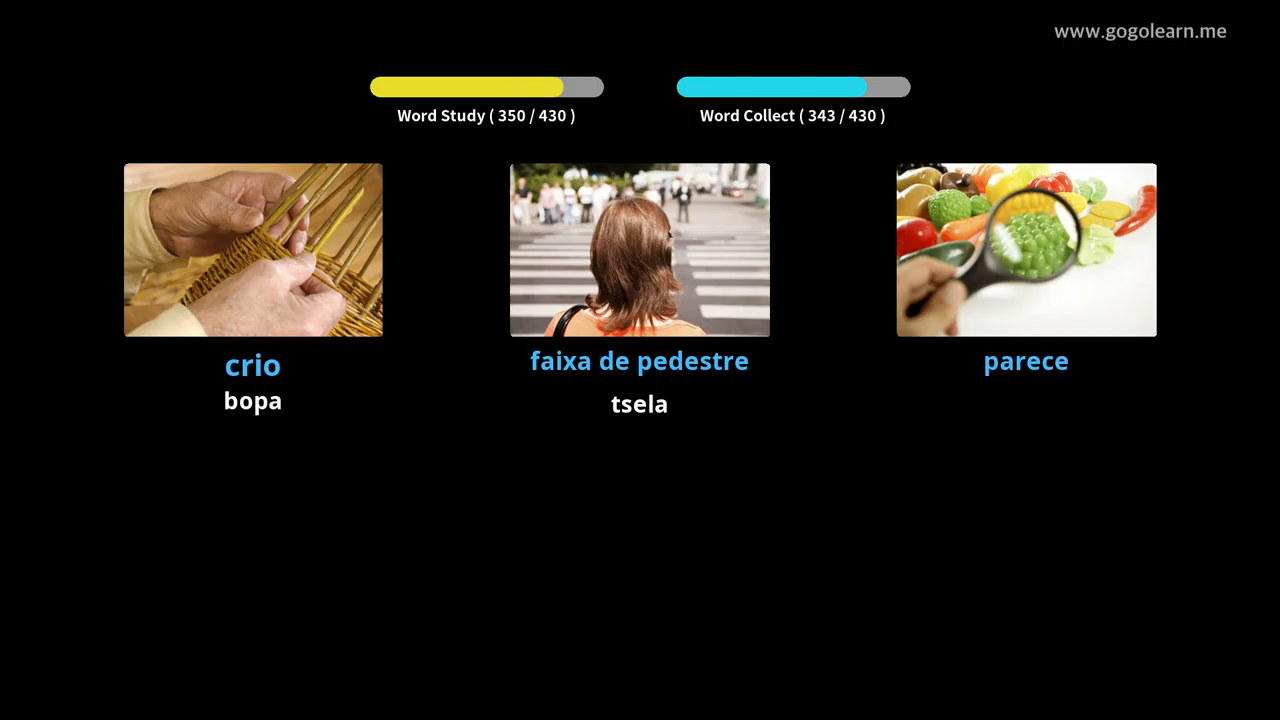 www.gogolearn.me
Word Study ( 350 / 430 )
Word Collect ( 343 / 430 )
crio
bopa
faixa de pedestre
tsela
parece